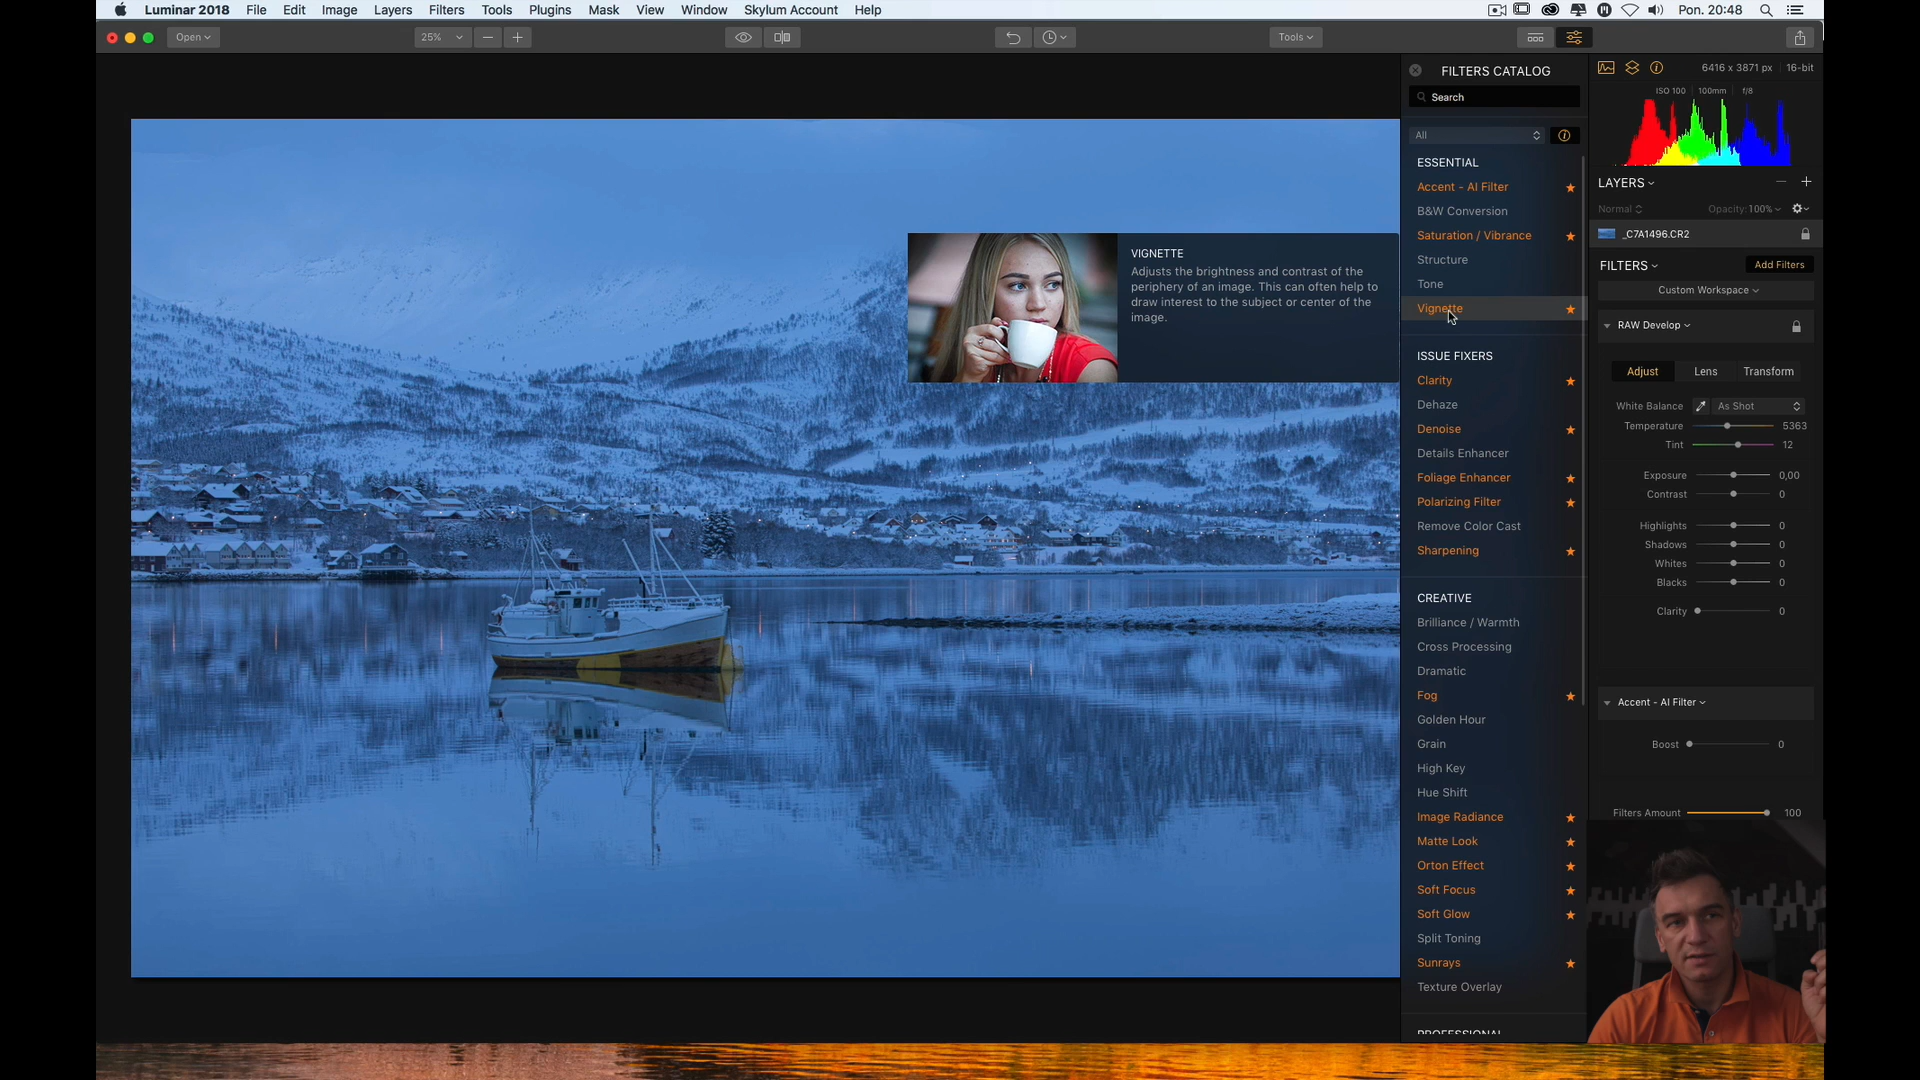 Luminar 2018 File Edit Image Layers Filters Tools Plugins Mask View Window Skylum Account Help Pon. 20:48
Open 25% Tools
FILTERS CATALOG
Search
All
ESSENTIAL
Accent - AI Filter
B&W Conversion
Saturation / Vibrance
Structure
Tone
Vignette
ISSUE FIXERS
Clarity
Dehaze
Denoise
Details Enhancer
Foliage Enhancer
Polarizing Filter
Remove Color Cast
Sharpening
CREATIVE
Brilliance / Warmth
Cross Processing
Dramatic
Fog
Golden Hour
Grain
High Key
Hue Shift
Image Radiance
Matte Look
Orton Effect
Soft Focus
Soft Glow
Split Toning
Sunrays
Texture Overlay
PROFESSIONAL
VIGNETTE
Adjusts the brightness and contrast of the
periphery of an image. This can often help to
draw interest to the subject or center of the
image.
6416 x 3871 px 16-bit
ISO 100 100mm f/8
LAYERS
Normal Opacity: 100%
_C7A1496.CR2
FILTERS Add Filters
Custom Workspace
RAW Develop
Adjust Lens Transform
White Balance As Shot
Temperature 5363
Tint 12
Exposure 0,00
Contrast 0
Highlights 0
Shadows 0
Whites 0
Blacks 0
Clarity 0
Accent - AI Filter
Boost 0
Filters Amount 100